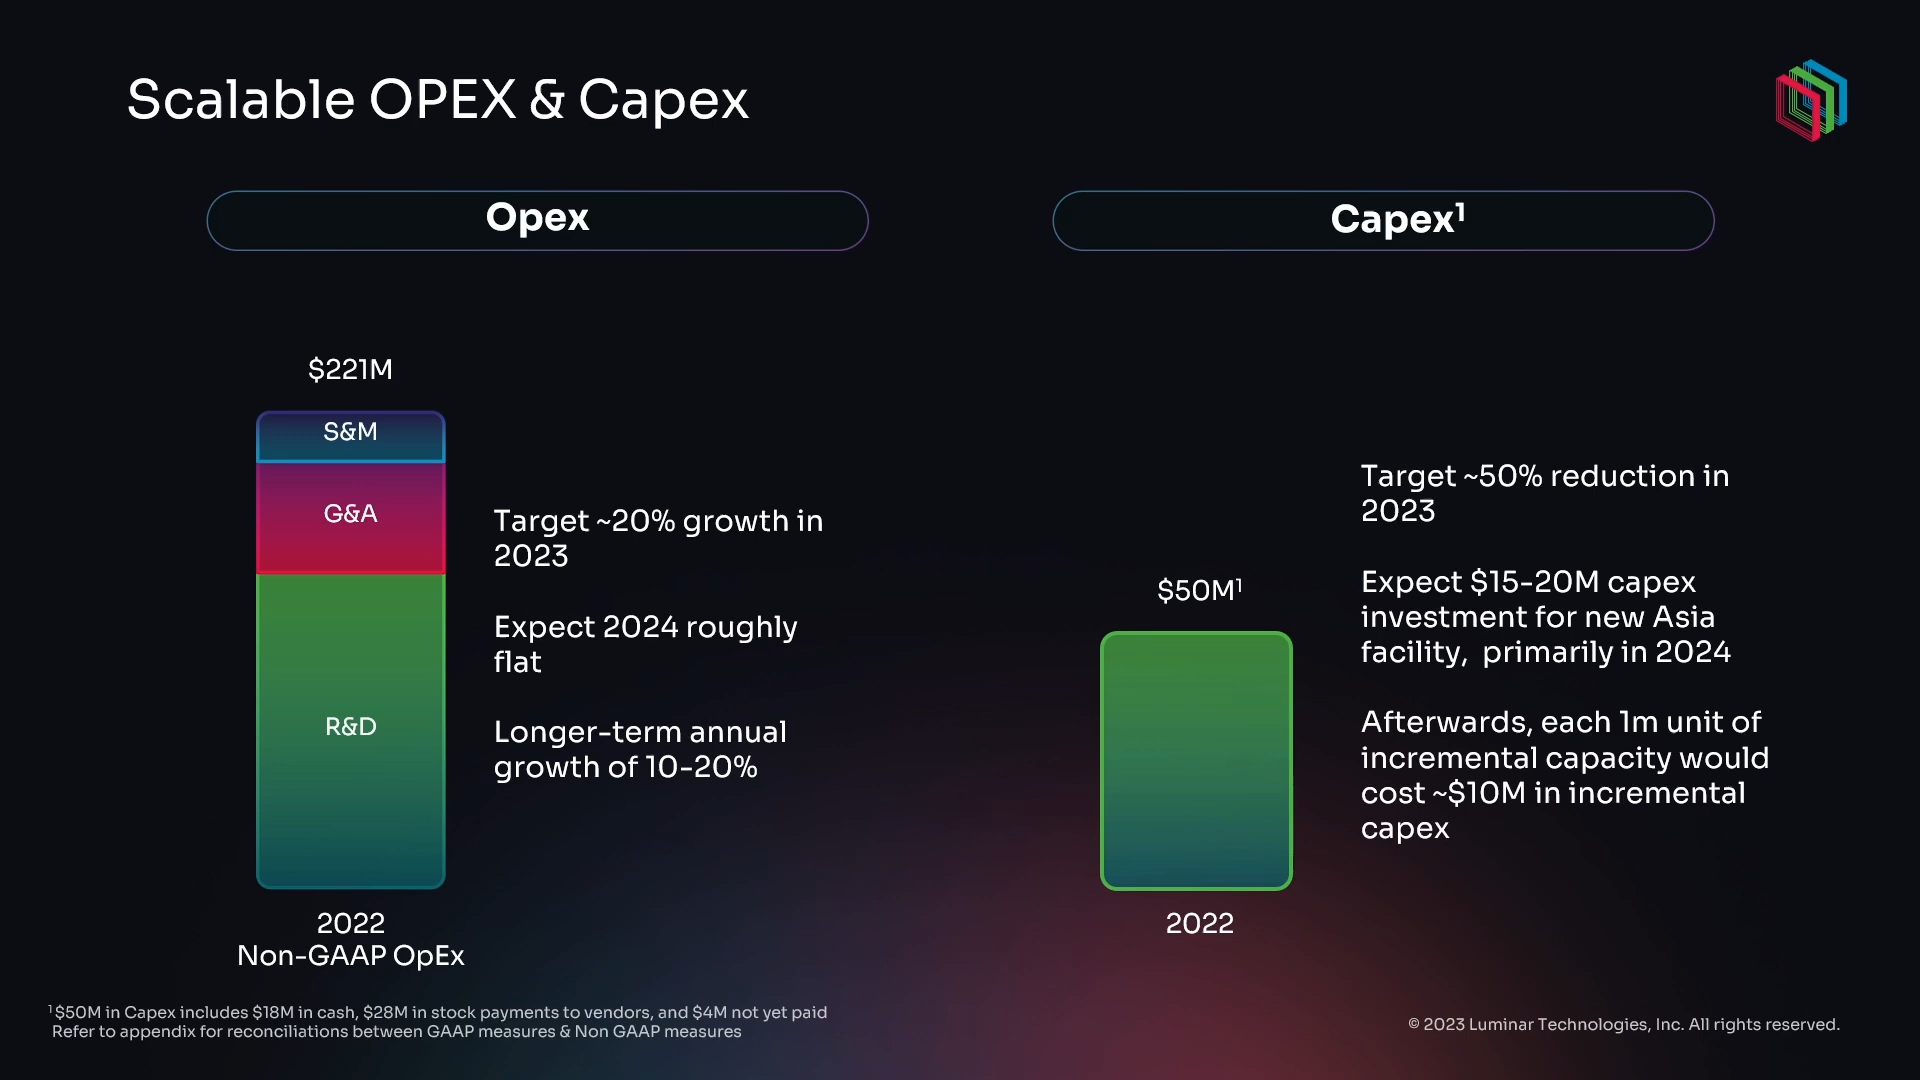 Scalable OPEX & Capex
Opex
$221M
S&M
G&A
R&D
2022
Non-GAAP OpEx
Target ~20% growth in
2023
Expect 2024 roughly
flat
Longer-term annual
growth of 10-20%
Capex¹
$50M¹
2022
Target ~50% reduction in
2023
Expect $15-20M capex
investment for new Asia
facility,  primarily in 2024
Afterwards, each 1m unit of
incremental capacity would
cost ~$10M in incremental
capex
¹ $50M in Capex includes $18M in cash, $28M in stock payments to vendors, and $4M not yet paid
Refer to appendix for reconciliations between GAAP measures & Non GAAP measures
© 2023 Luminar Technologies, Inc. All rights reserved.